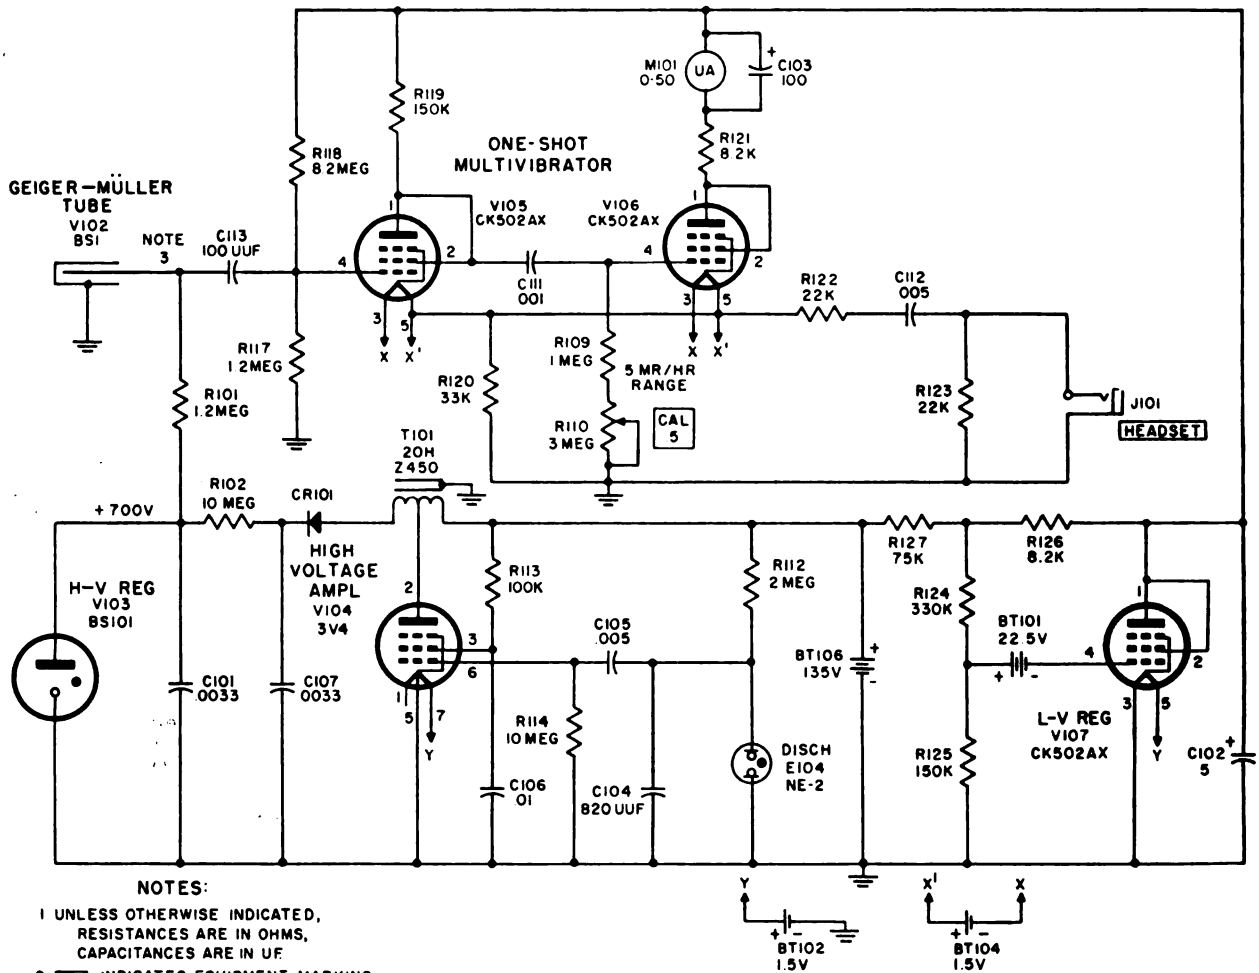 M101
0-50
UA
+
C103
100
R119
150K
R121
8.2K
ONE-SHOT
MULTIVIBRATOR
R118
8.2MEG
GEIGER-MÜLLER
TUBE
V102
BS1
NOTE
3
C113
100UUF
1
V105
CK502AX
4
2
3
5
X
X'
C111
.001
V106
CK502AX
1
4
2
3
5
X
X'
R122
22K
C112
.005
R117
1.2MEG
R109
1MEG
5 MR/HR
RANGE
R120
33K
R110
3MEG
CAL
5
R123
22K
J101
HEADSET
R101
1.2MEG
T101
20H
Z450
R102
10 MEG
CR101
+700V
HIGH
VOLTAGE
AMPL
V104
3V4
R113
100K
R112
2MEG
R127
75K
R126
8.2K
H-V REG
V103
BS101
2
3
6
1
5
7
Y
C105
.005
R124
330K
BT101
22.5V
+ -
1
4
2
3
5
Y
BT106
135V
+
-
C101
.0033
C107
.0033
R114
10MEG
C106
.01
C104
820UUF
DISCH
E104
NE-2
L-V REG
V107
CK502AX
R125
150K
C102
5
+
NOTES:
1 UNLESS OTHERWISE INDICATED,
RESISTANCES ARE IN OHMS,
CAPACITANCES ARE IN UF.
Y
+ -
BT102
1.5V
X'
X
+ -
BT104
1.5V